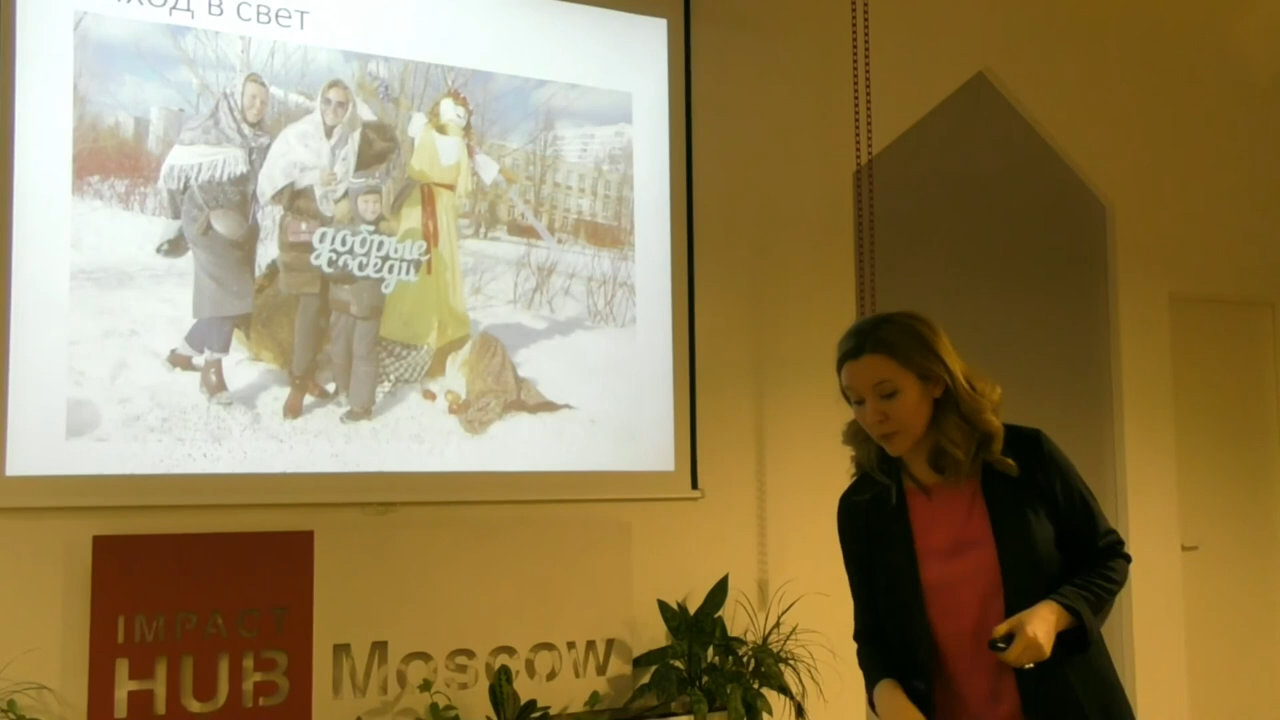 ход в свет
добрые
соседи
IMPACT
HUB
Moscow